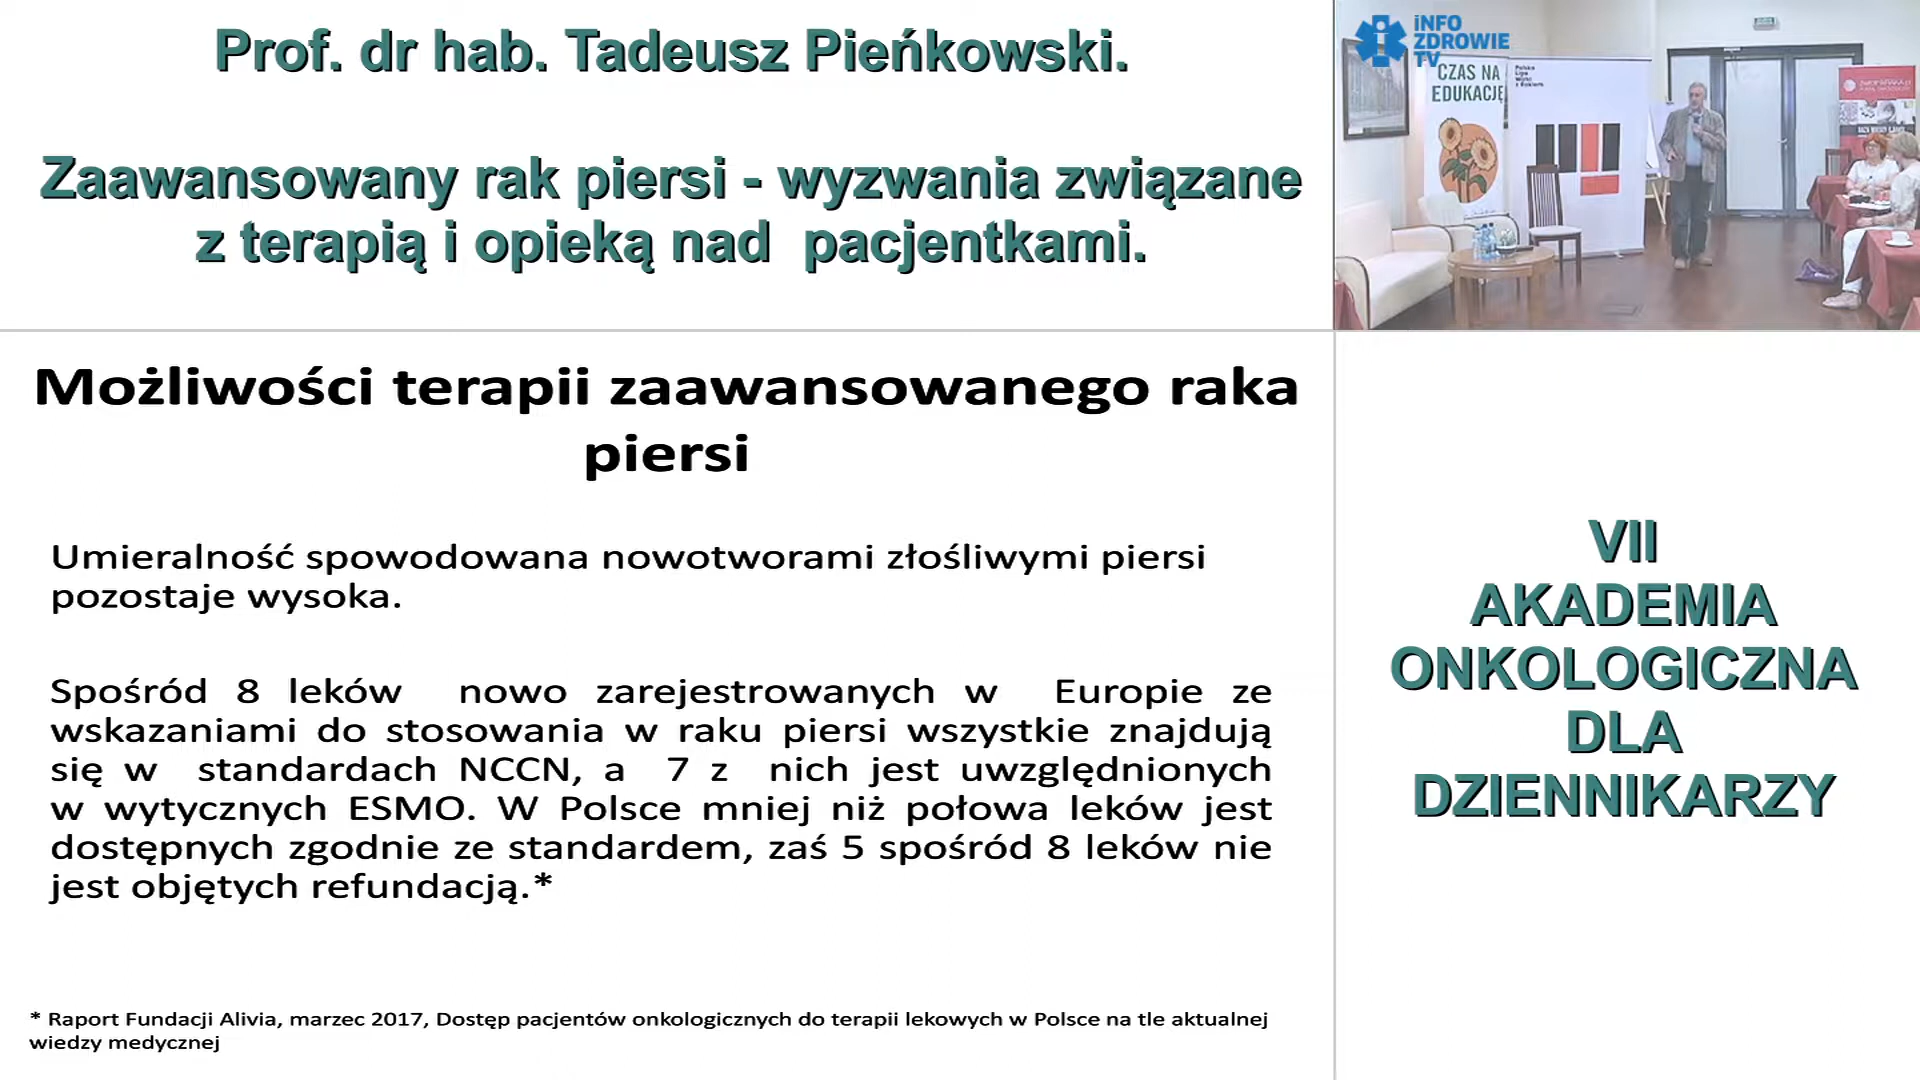 Prof. dr hab. Tadeusz Pieńkowski.
Zaawansowany rak piersi - wyzwania związane
z terapią i opieką nad pacjentkami.
iNFO
ZDROWIE
TV
CZAS NA
EDUKACJĘ
Możliwości terapii zaawansowanego raka
piersi
Umieralność spowodowana nowotworami złośliwymi piersi
pozostaje wysoka.
Spośród 8 leków nowo zarejestrowanych w Europie ze
wskazaniami do stosowania w raku piersi wszystkie znajdują
się w standardach NCCN, a 7 z nich jest uwzględnionych
w wytycznych ESMO. W Polsce mniej niż połowa leków jest
dostępnych zgodnie ze standardem, zaś 5 spośród 8 leków nie
jest objętych refundacją.*
* Raport Fundacji Alivia, marzec 2017, Dostęp pacjentów onkologicznych do terapii lekowych w Polsce na tle aktualnej
wiedzy medycznej
VII
AKADEMIA
ONKOLOGICZNA
DLA
DZIENNIKARZY